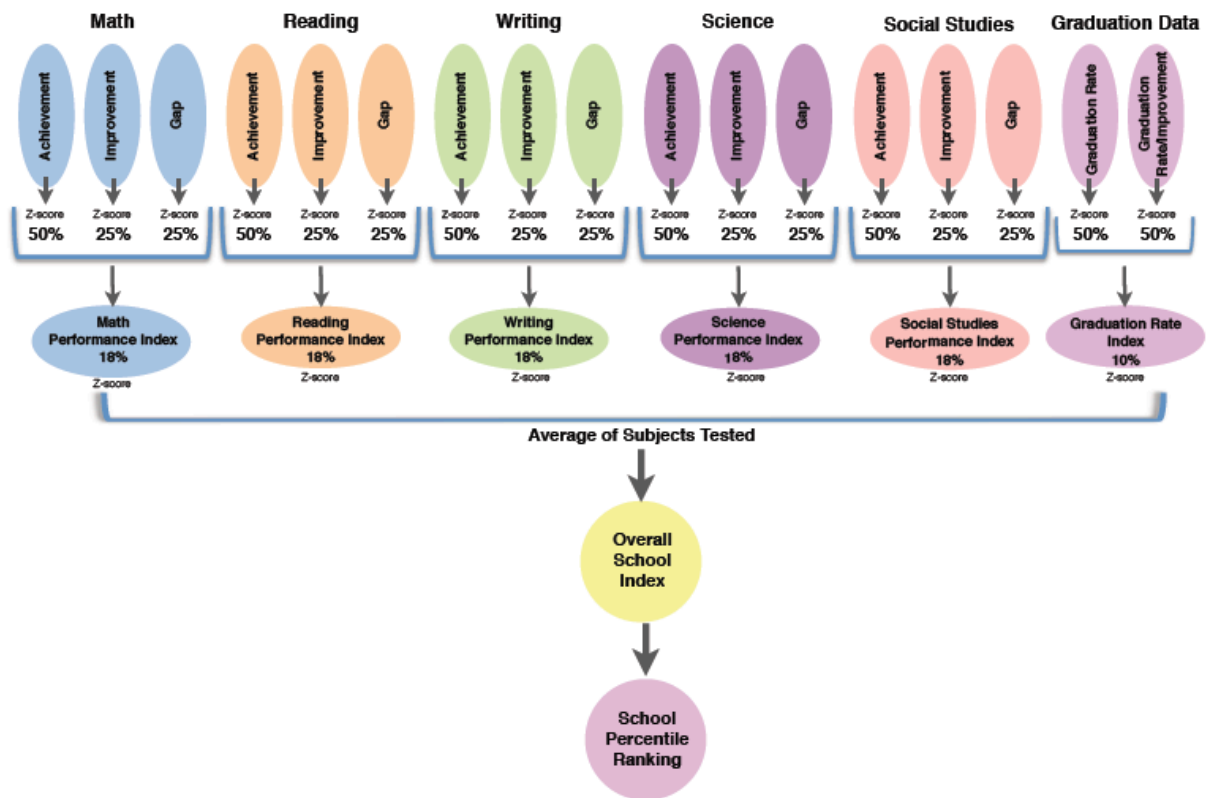 Math
Reading
Writing
Science
Social Studies
Graduation Data
Achievement
Improvement
Gap
Achievement
Improvement
Gap
Achievement
Improvement
Gap
Achievement
Improvement
Gap
Achievement
Improvement
Gap
Graduation Rate
Graduation
Rate/Improvement
Z-score Z-score Z-score Z-score Z-score Z-score Z-score Z-score Z-score Z-score Z-score Z-score Z-score Z-score Z-score Z-score Z-score
50% 25% 25% 50% 25% 25% 50% 25% 25% 50% 25% 25% 50% 25% 25% 50% 50%
Math
Performance Index
18%
Z-score
Reading
Performance Index
18%
Z-score
Writing
Performance Index
18%
Z-score
Science
Performance Index
18%
Z-score
Social Studies
Performance Index
18%
Z-score
Graduation Rate
Index
10%
Z-score
Average of Subjects Tested
Overall
School
Index
School
Percentile
Ranking